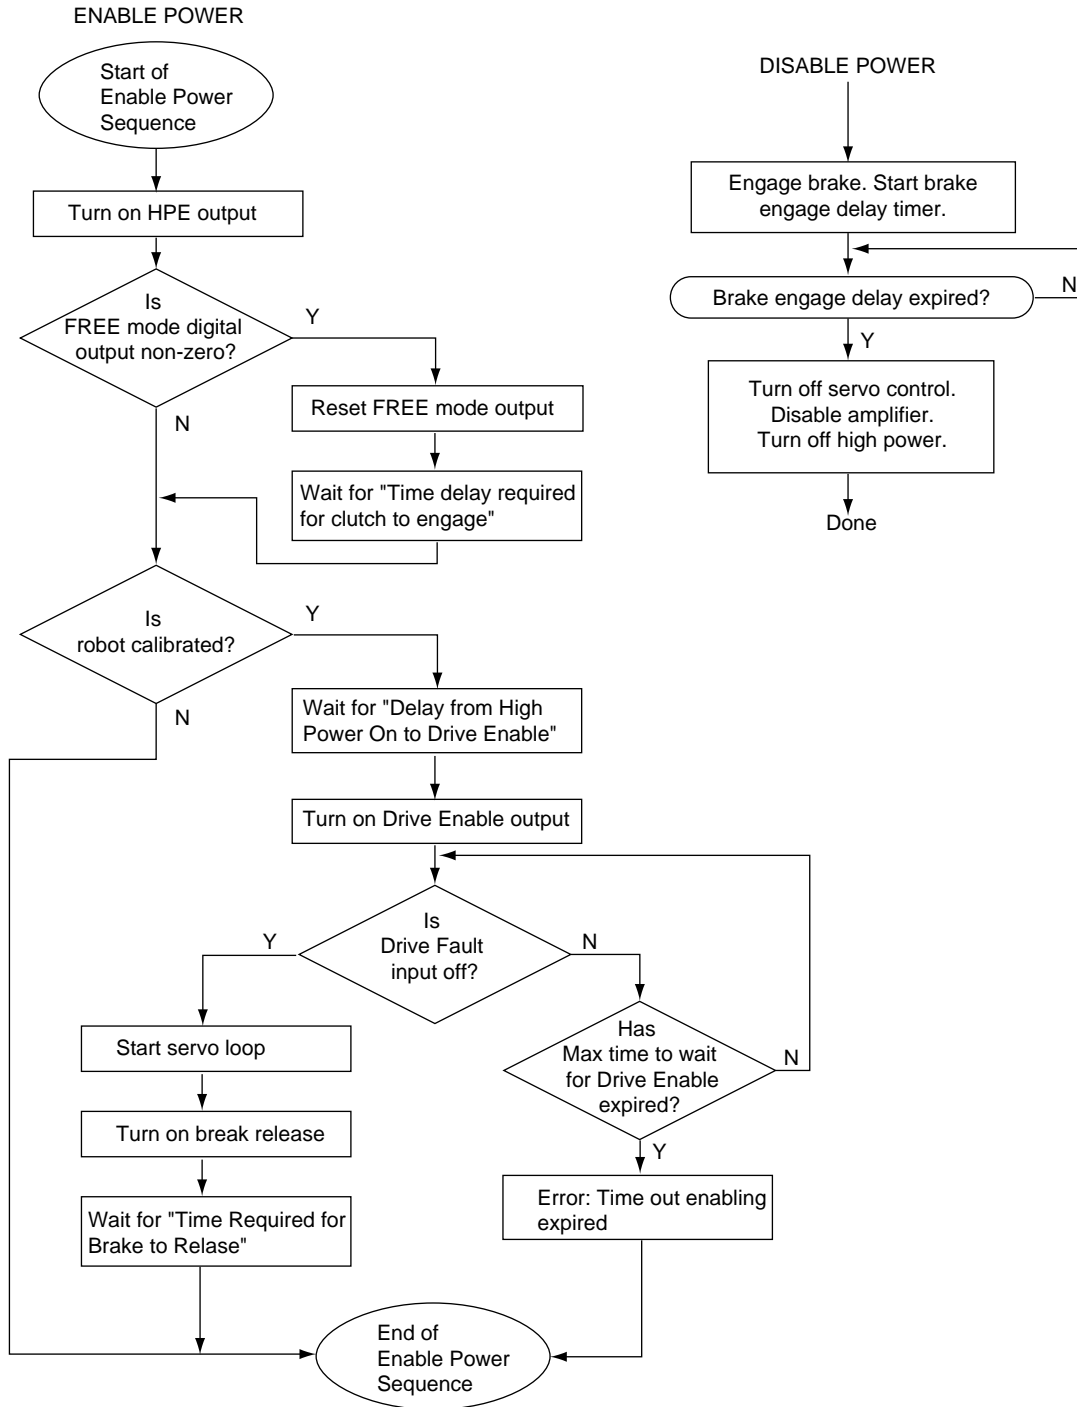 ENABLE POWER
Start of
Enable Power
Sequence
Turn on HPE output
Is
FREE mode digital
output non-zero?
Y
N
Reset FREE mode output
Wait for "Time delay required
for clutch to engage"
Is
robot calibrated?
Y
N
Wait for "Delay from High
Power On to Drive Enable"
Turn on Drive Enable output
Is
Drive Fault
input off?
Y
N
Start servo loop
Turn on break release
Wait for "Time Required for
Brake to Relase"
Has
Max time to wait
for Drive Enable
expired?
N
Y
Error: Time out enabling
expired
End of
Enable Power
Sequence
DISABLE POWER
Engage brake. Start brake
engage delay timer.
Brake engage delay expired?
N
Y
Turn off servo control.
Disable amplifier.
Turn off high power.
Done